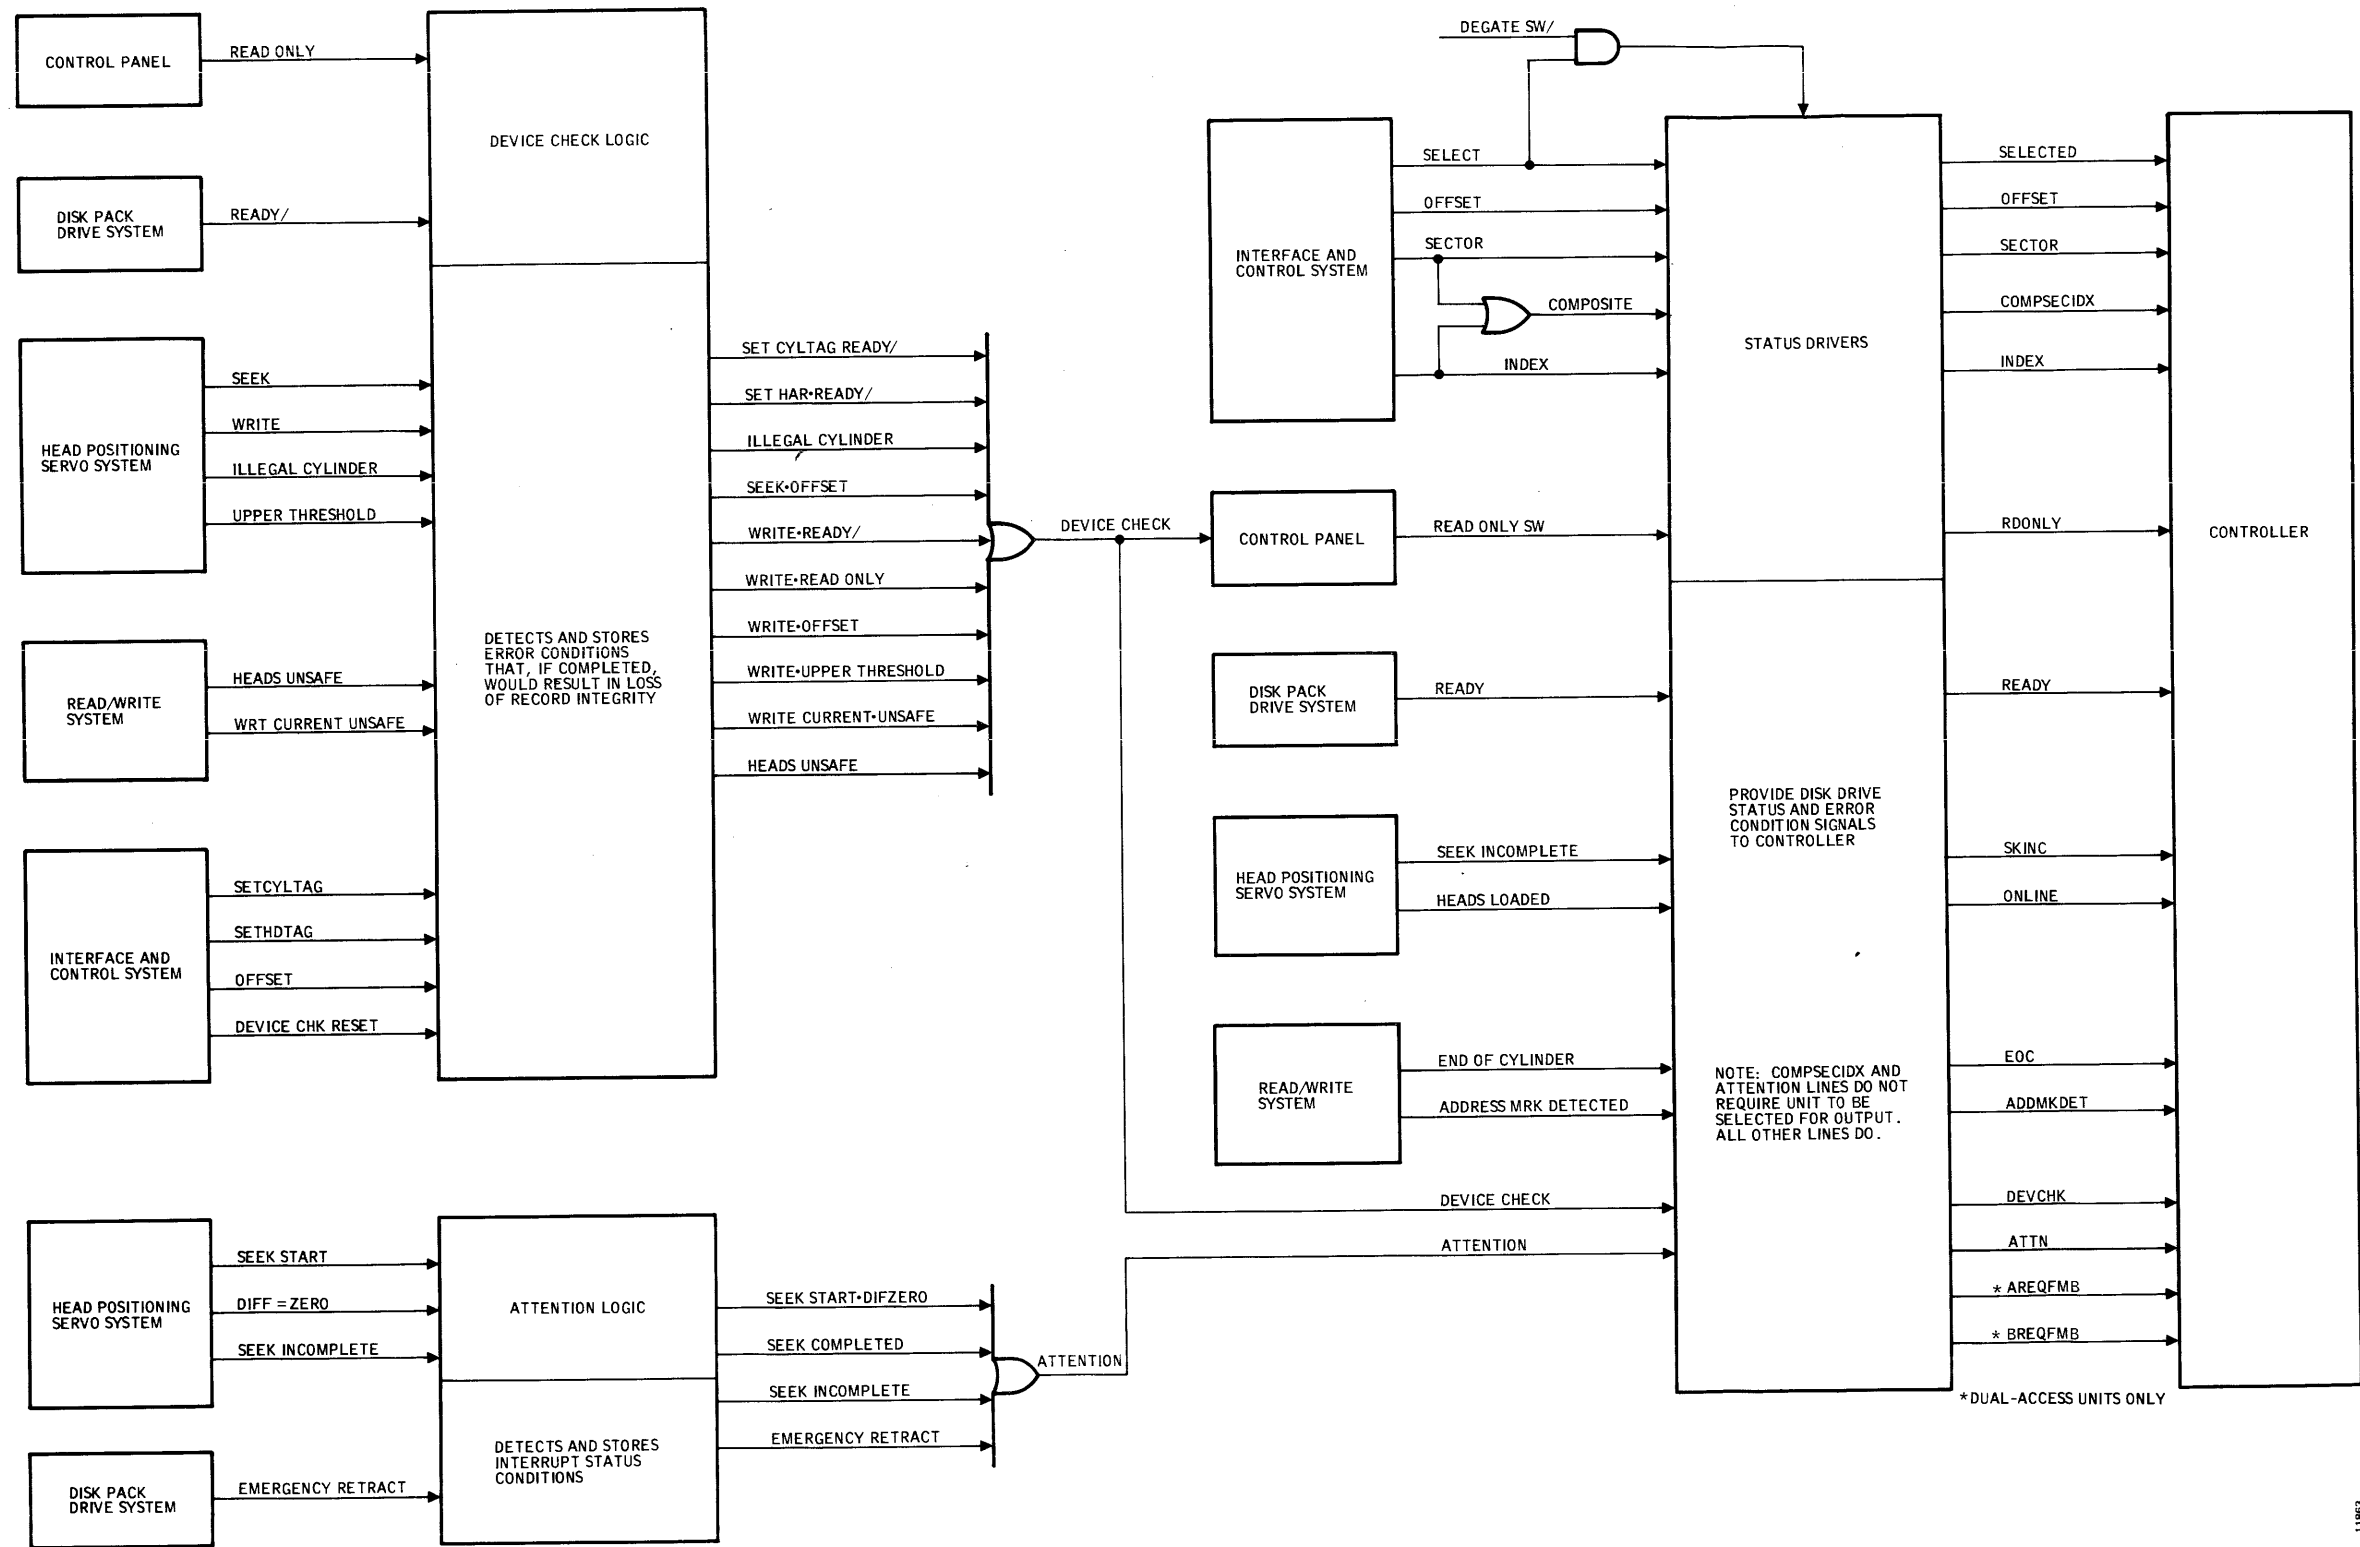 CONTROL PANEL
READ ONLY
DISK PACK
DRIVE SYSTEM
READY/
HEAD POSITIONING
SERVO SYSTEM
SEEK
WRITE
ILLEGAL CYLINDER
UPPER THRESHOLD
READ/WRITE
SYSTEM
HEADS UNSAFE
WRT CURRENT UNSAFE
INTERFACE AND
CONTROL SYSTEM
SETCYLTAG
SETHDTAG
OFFSET
DEVICE CHK RESET
DEVICE CHECK LOGIC
DETECTS AND STORES
ERROR CONDITIONS
THAT, IF COMPLETED,
WOULD RESULT IN LOSS
OF RECORD INTEGRITY
SET CYLTAG READY/
SET HAR•READY/
ILLEGAL CYLINDER
SEEK•OFFSET
WRITE•READY/
WRITE•READ ONLY
WRITE•OFFSET
WRITE•UPPER THRESHOLD
WRITE CURRENT•UNSAFE
HEADS UNSAFE
DEVICE CHECK
HEAD POSITIONING
SERVO SYSTEM
SEEK START
DIFF =ZERO
SEEK INCOMPLETE
DISK PACK
DRIVE SYSTEM
EMERGENCY RETRACT
ATTENTION LOGIC
DETECTS AND STORES
INTERRUPT STATUS
CONDITIONS
SEEK START•DIFZERO
SEEK COMPLETED
SEEK INCOMPLETE
EMERGENCY RETRACT
ATTENTION
DEGATE SW/
INTERFACE AND
CONTROL SYSTEM
SELECT
OFFSET
SECTOR
COMPOSITE
INDEX
CONTROL PANEL
READ ONLY SW
DISK PACK
DRIVE SYSTEM
READY
HEAD POSITIONING
SERVO SYSTEM
SEEK INCOMPLETE
HEADS LOADED
READ/WRITE
SYSTEM
END OF CYLINDER
ADDRESS MRK DETECTED
DEVICE CHECK
ATTENTION
STATUS DRIVERS
PROVIDE DISK DRIVE
STATUS AND ERROR
CONDITION SIGNALS
TO CONTROLLER
NOTE: COMPSECIDX AND
ATTENTION LINES DO NOT
REQUIRE UNIT TO BE
SELECTED FOR OUTPUT.
ALL OTHER LINES DO.
SELECTED
OFFSET
SECTOR
COMPSECIDX
INDEX
RDONLY
READY
SKINC
ONLINE
EOC
ADDMKDET
DEVCHK
ATTN
* AREQFMB
* BREQFMB
CONTROLLER
*DUAL-ACCESS UNITS ONLY